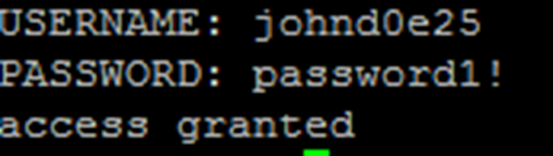 USERNAME: johnd0e25
PASSWORD: password1!
access granted